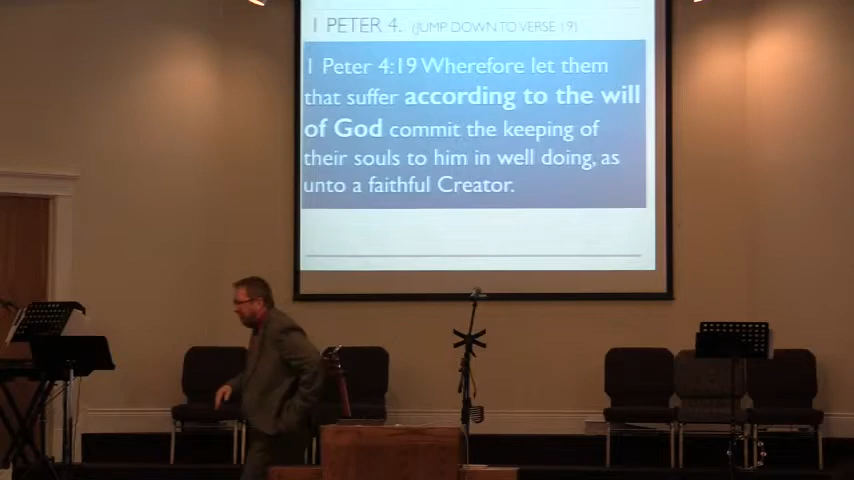 1 PETER 4. (JUMP DOWN TO VERSE 19)
1 Peter 4:19 Wherefore let them
that suffer according to the will
of God commit the keeping of
their souls to him in well doing, as
unto a faithful Creator.